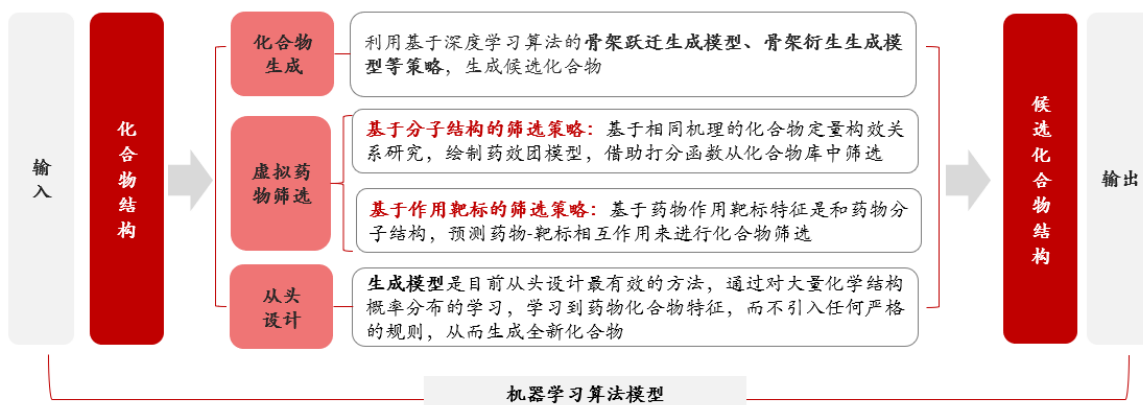 输
入
化
合
物
结
构
化合物
生成
利用基于深度学习算法的骨架跃迁生成模型、骨架衍生生成模
型等策略，生成候选化合物
虚拟药
物筛选
基于分子结构的筛选策略：基于相同机理的化合物定量构效关
系研究，绘制药效团模型，借助打分函数从化合物库中筛选
基于作用靶标的筛选策略：基于药物作用靶标特征是和药物分
子结构，预测药物-靶标相互作用来进行化合物筛选
从头
设计
生成模型是目前从头设计最有效的方法，通过对大量化学结构
概率分布的学习，学习到药物化合物特征，而不引入任何严格
的规则，从而生成全新化合物
候
选
化
合
物
结
构
输出
机器学习算法模型